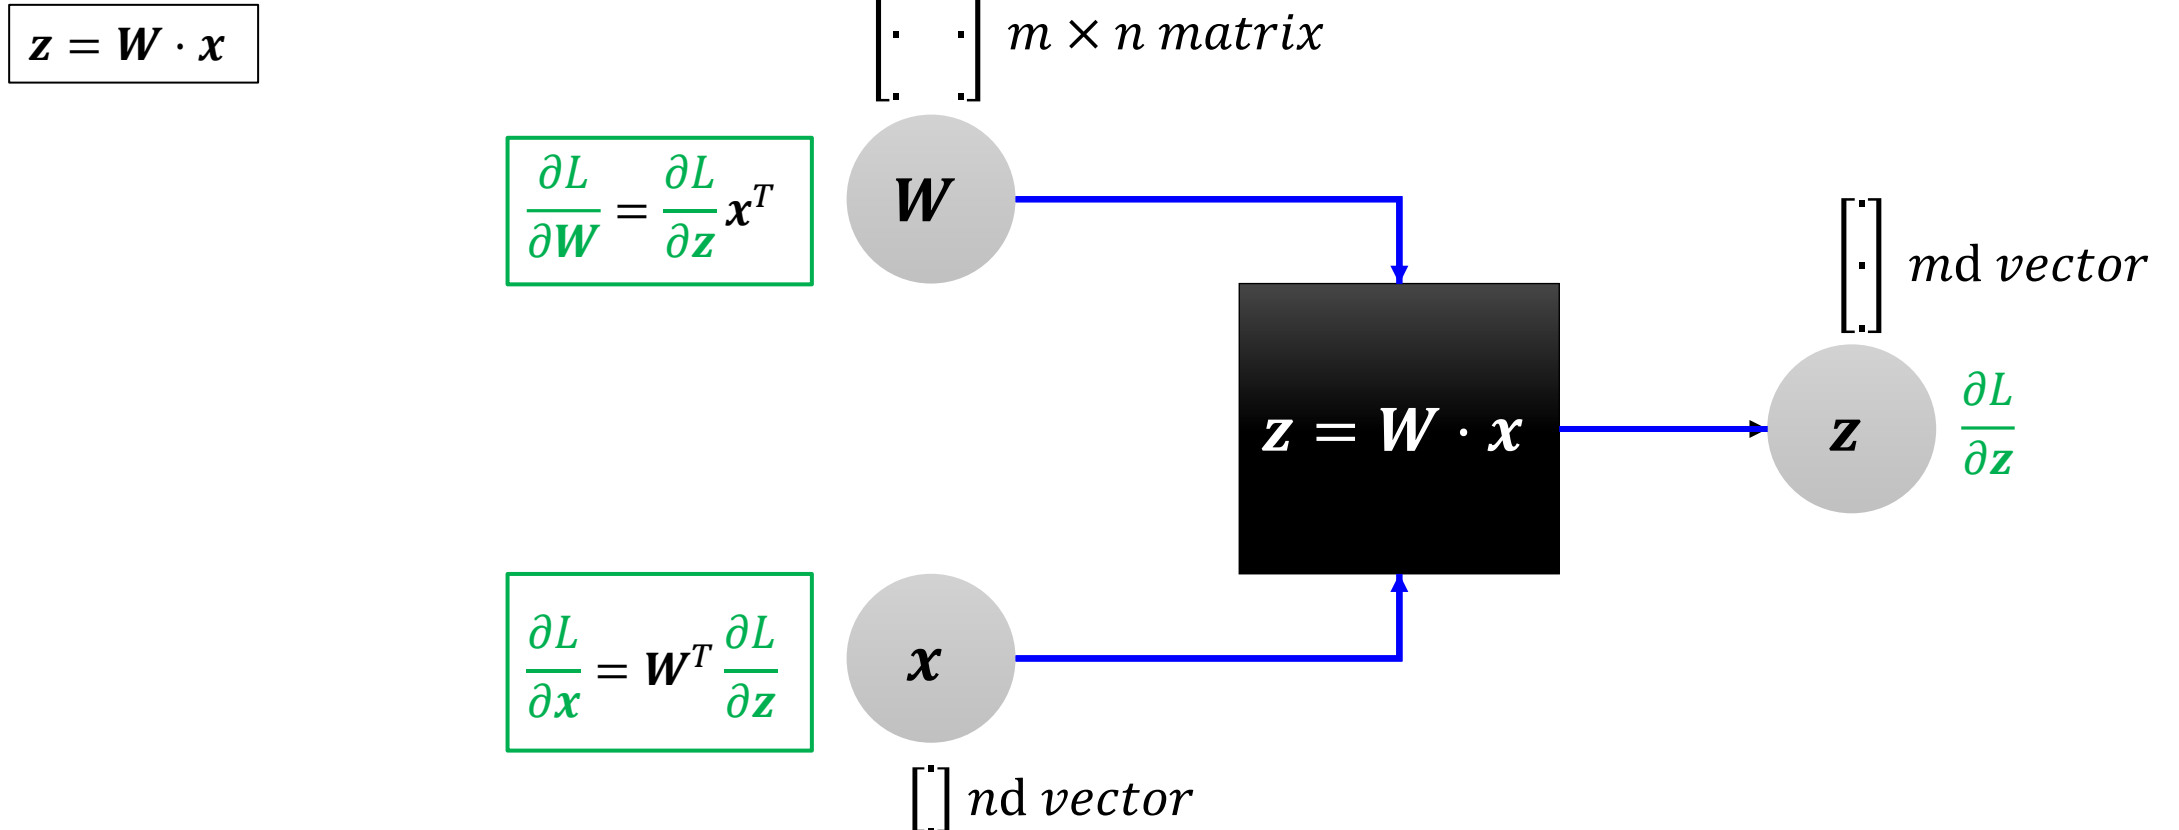 𝒛 = 𝑾 · 𝒙
[. . . .] m × n matrix
∂L/∂𝑾 = ∂L/∂𝒛 𝒙^T
𝑾
[. . .] md vector
𝒛 = 𝑾 · 𝒙
𝒛
∂L/∂𝒛
∂L/∂𝒙 = 𝑾^T ∂L/∂𝒛
𝒙
[. .] nd vector